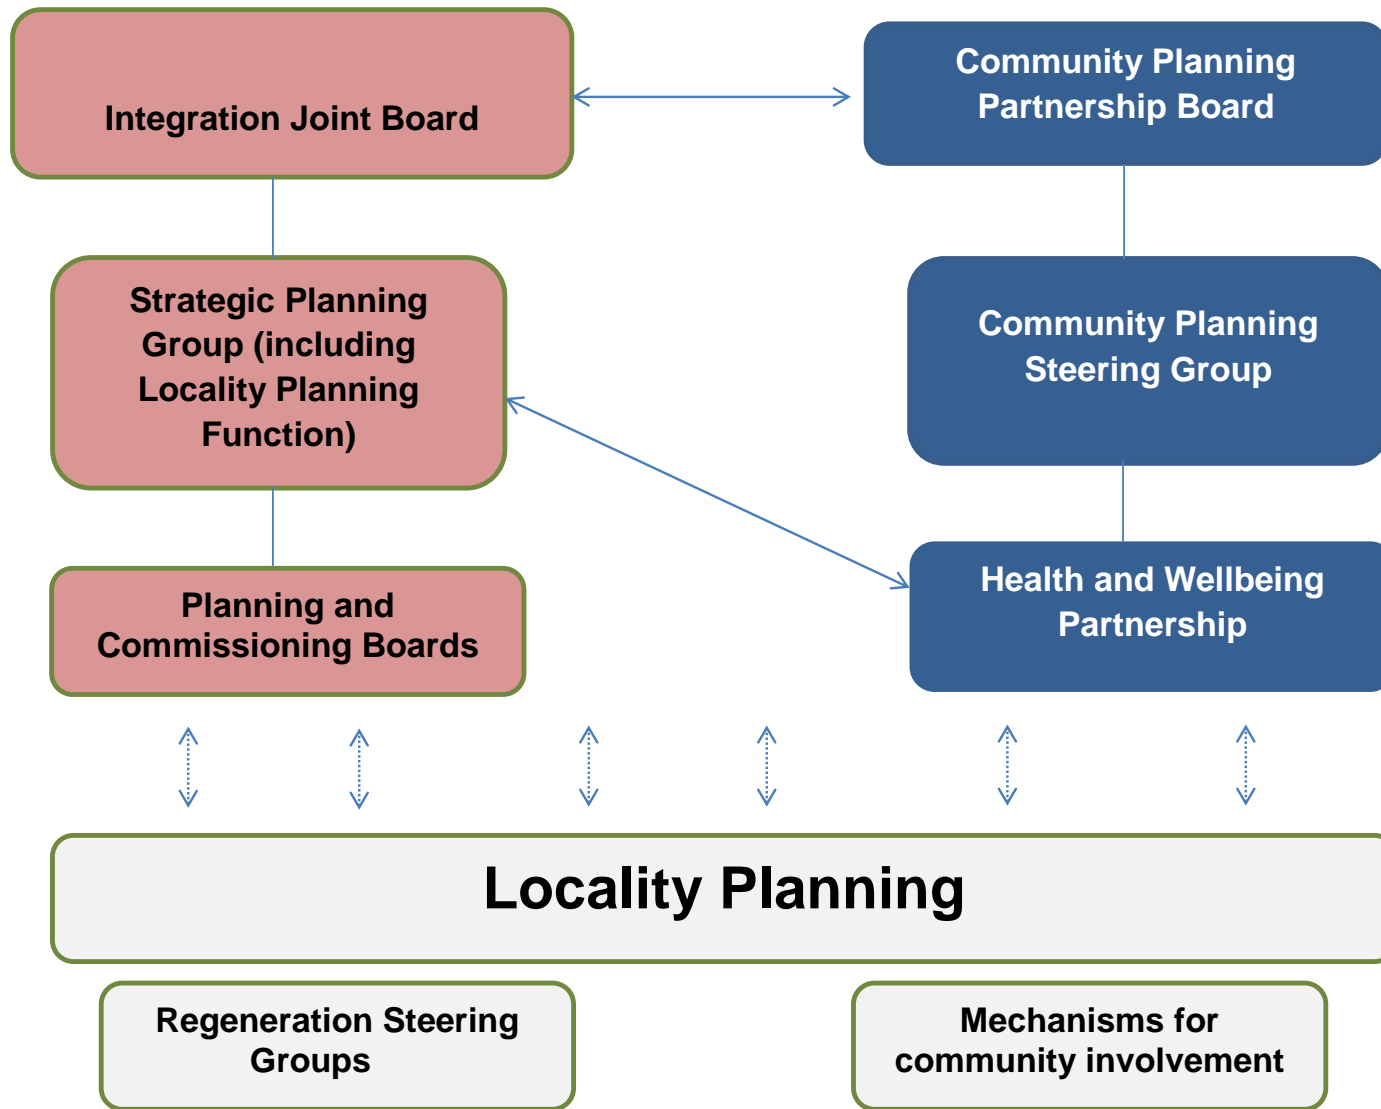 Integration Joint Board
Community Planning
Partnership Board
Strategic Planning
Group (including
Locality Planning
Function)
Community Planning
Steering Group
Planning and
Commissioning Boards
Health and Wellbeing
Partnership
Locality Planning
Regeneration Steering
Groups
Mechanisms for
community involvement